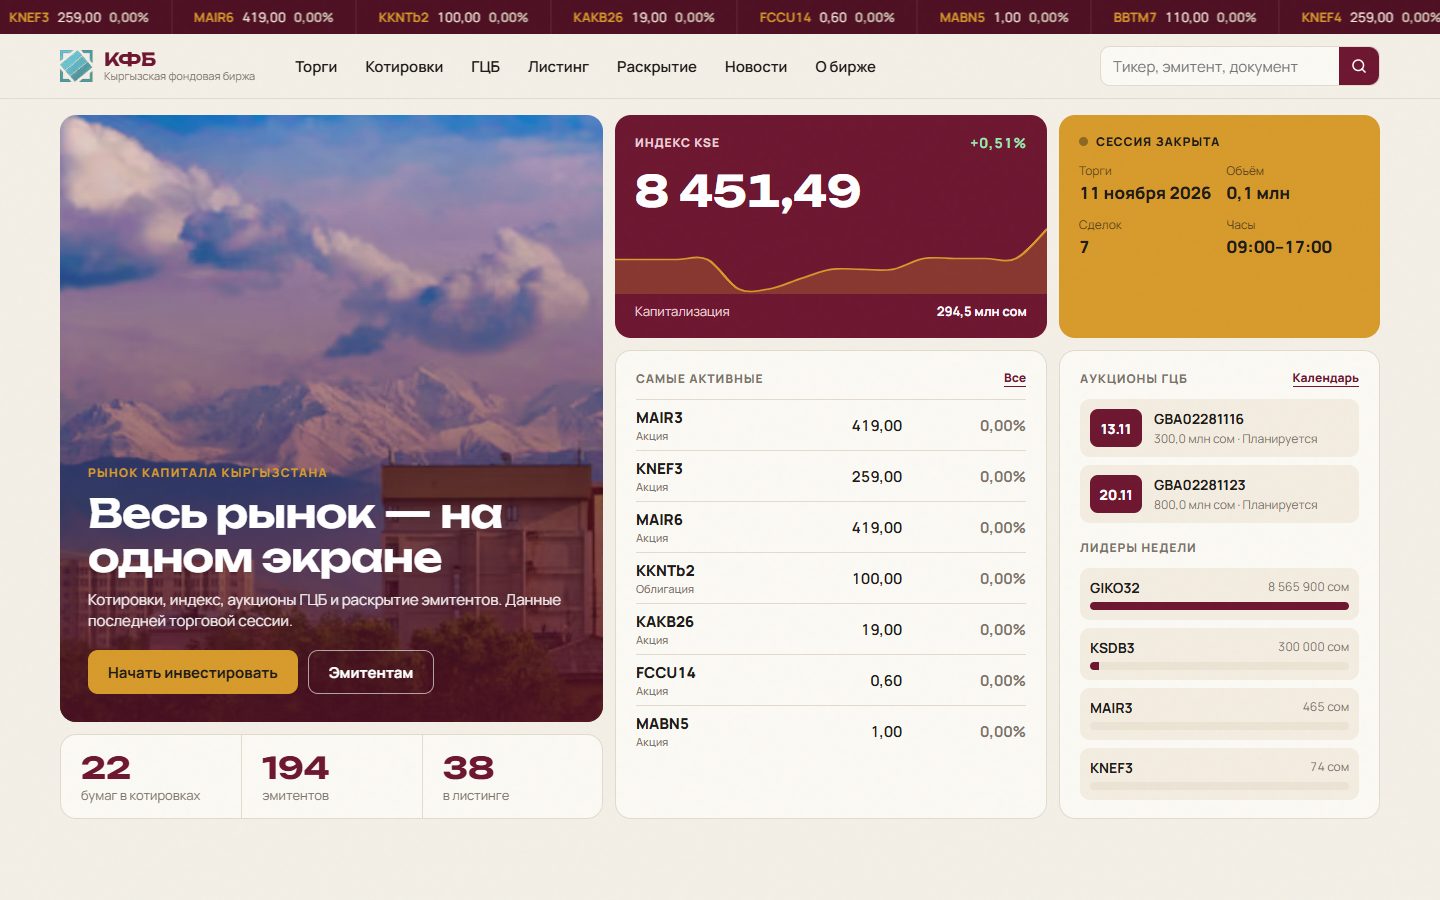 KNEF3 259,00 0,00% MAIR6 419,00 0,00% KKNTb2 100,00 0,00% KAKB26 19,00 0,00% FCCU14 0,60 0,00% MABN5 1,00 0,00% BBTM7 110,00 0,00% KNEF4 259,00 0,00%
КФБ
Кыргызская фондовая биржа
Торги Котировки ГЦБ Листинг Раскрытие Новости О бирже
Тикер, эмитент, документ
РЫНОК КАПИТАЛА КЫРГЫЗСТАНА
Весь рынок — на
одном экране
Котировки, индекс, аукционы ГЦБ и раскрытие эмитентов. Данные
последней торговой сессии.
Начать инвестировать Эмитентам
22
бумаг в котировках
194
эмитентов
38
в листинге
ИНДЕКС KSE +0,51%
8 451,49
Капитализация 294,5 млн сом
САМЫЕ АКТИВНЫЕ Все
MAIR3 419,00 0,00%
Акция
KNEF3 259,00 0,00%
Акция
MAIR6 419,00 0,00%
Акция
KKNTb2 100,00 0,00%
Облигация
KAKB26 19,00 0,00%
Акция
FCCU14 0,60 0,00%
Акция
MABN5 1,00 0,00%
Акция
СЕССИЯ ЗАКРЫТА
Торги Объём
11 ноября 2026 0,1 млн
Сделок Часы
7 09:00–17:00
АУКЦИОНЫ ГЦБ Календарь
13.11 GBA02281116
300,0 млн сом · Планируется
20.11 GBA02281123
800,0 млн сом · Планируется
ЛИДЕРЫ НЕДЕЛИ
GIKO32 8 565 900 сом
KSDB3 300 000 сом
MAIR3 465 сом
KNEF3 74 сом